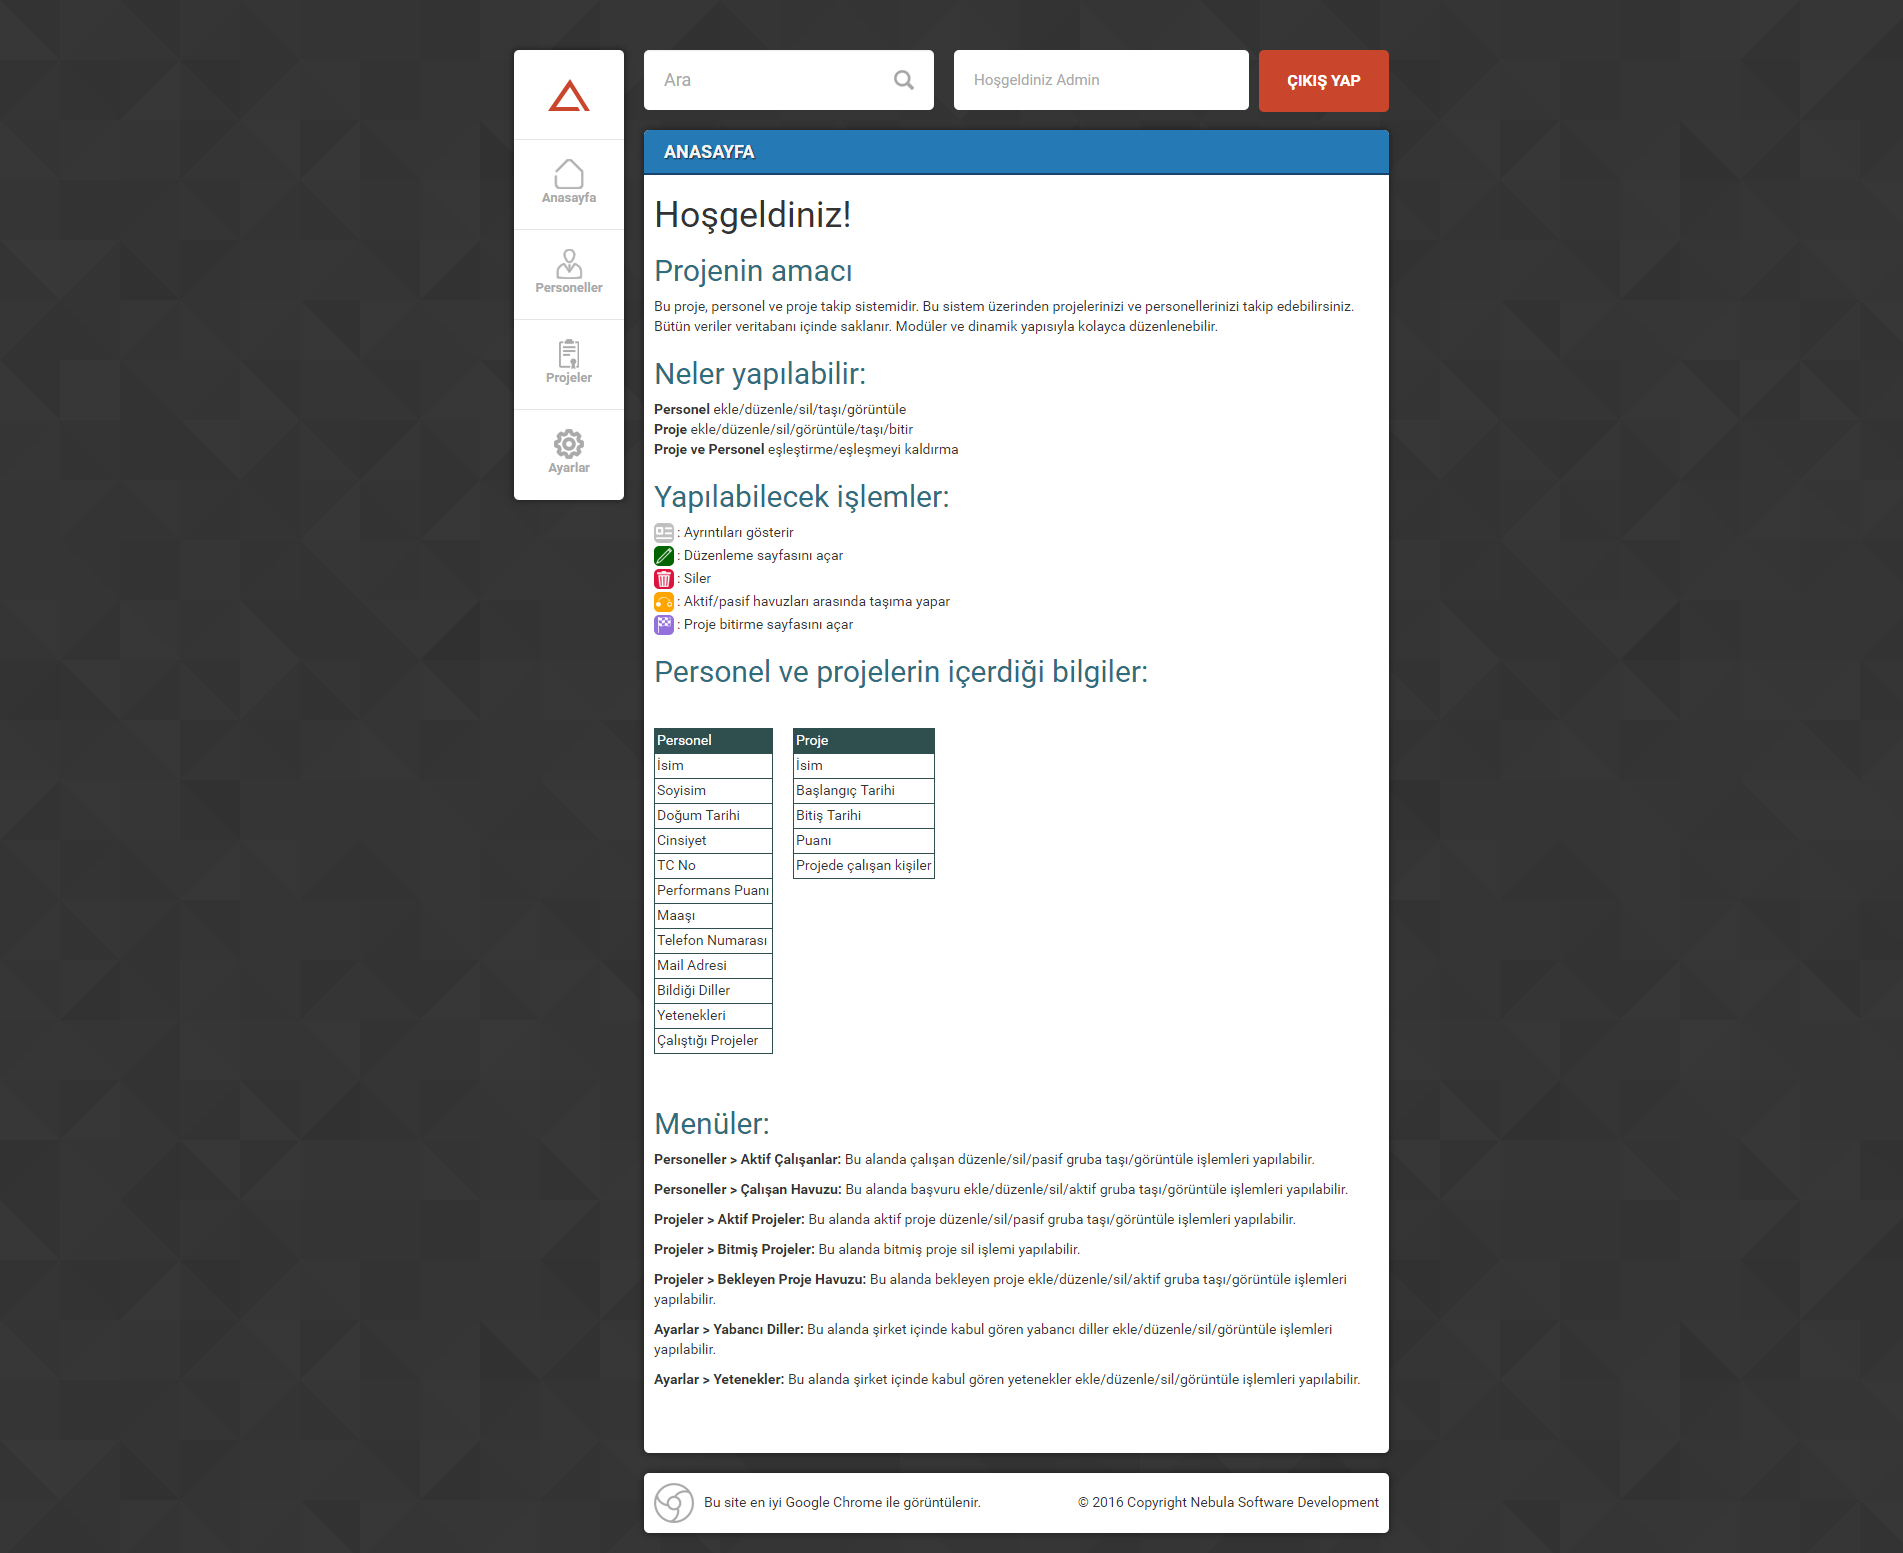 Ara
Hoşgeldiniz Admin
ÇIKIŞ YAP
Anasayfa
Personeller
Projeler
Ayarlar
ANASAYFA
Hoşgeldiniz!
Projenin amacı
Bu proje, personel ve proje takip sistemidir. Bu sistem üzerinden projelerinizi ve personellerinizi takip edebilirsiniz.
Bütün veriler veritabanı içinde saklanır. Modüler ve dinamik yapısıyla kolayca düzenlenebilir.
Neler yapılabilir:
Personel ekle/düzenle/sil/taşı/görüntüle
Proje ekle/düzenle/sil/görüntüle/taşı/bitir
Proje ve Personel eşleştirme/eşleşmeyi kaldırma
Yapılabilecek işlemler:
: Ayrıntıları gösterir
: Düzenleme sayfasını açar
: Siler
: Aktif/pasif havuzları arasında taşıma yapar
: Proje bitirme sayfasını açar
Personel ve projelerin içerdiği bilgiler:
Personel
İsim
Soyisim
Doğum Tarihi
Cinsiyet
TC No
Performans Puanı
Maaşı
Telefon Numarası
Mail Adresi
Bildiği Diller
Yetenekleri
Çalıştığı Projeler
Proje
İsim
Başlangıç Tarihi
Bitiş Tarihi
Puanı
Projede çalışan kişiler
Menüler:
Personeller > Aktif Çalışanlar: Bu alanda çalışan düzenle/sil/pasif gruba taşı/görüntüle işlemleri yapılabilir.
Personeller > Çalışan Havuzu: Bu alanda başvuru ekle/düzenle/sil/aktif gruba taşı/görüntüle işlemleri yapılabilir.
Projeler > Aktif Projeler: Bu alanda aktif proje düzenle/sil/pasif gruba taşı/görüntüle işlemleri yapılabilir.
Projeler > Bitmiş Projeler: Bu alanda bitmiş proje sil işlemi yapılabilir.
Projeler > Bekleyen Proje Havuzu: Bu alanda bekleyen proje ekle/düzenle/sil/aktif gruba taşı/görüntüle işlemleri
yapılabilir.
Ayarlar > Yabancı Diller: Bu alanda şirket içinde kabul gören yabancı diller ekle/düzenle/sil/görüntüle işlemleri
yapılabilir.
Ayarlar > Yetenekler: Bu alanda şirket içinde kabul gören yetenekler ekle/düzenle/sil/görüntüle işlemleri yapılabilir.
Bu site en iyi Google Chrome ile görüntülenir.
© 2016 Copyright Nebula Software Development